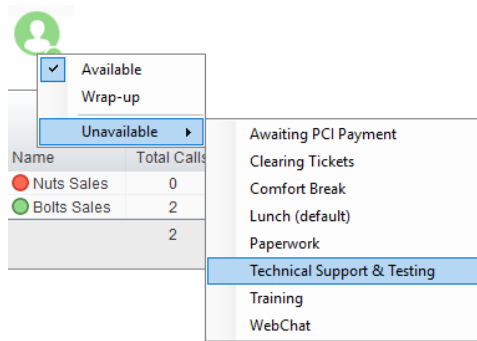 Available
Wrap-up
Unavailable
Name Total Calls
Nuts Sales 0
Bolts Sales 2
2
Awaiting PCI Payment
Clearing Tickets
Comfort Break
Lunch (default)
Paperwork
Technical Support & Testing
Training
WebChat